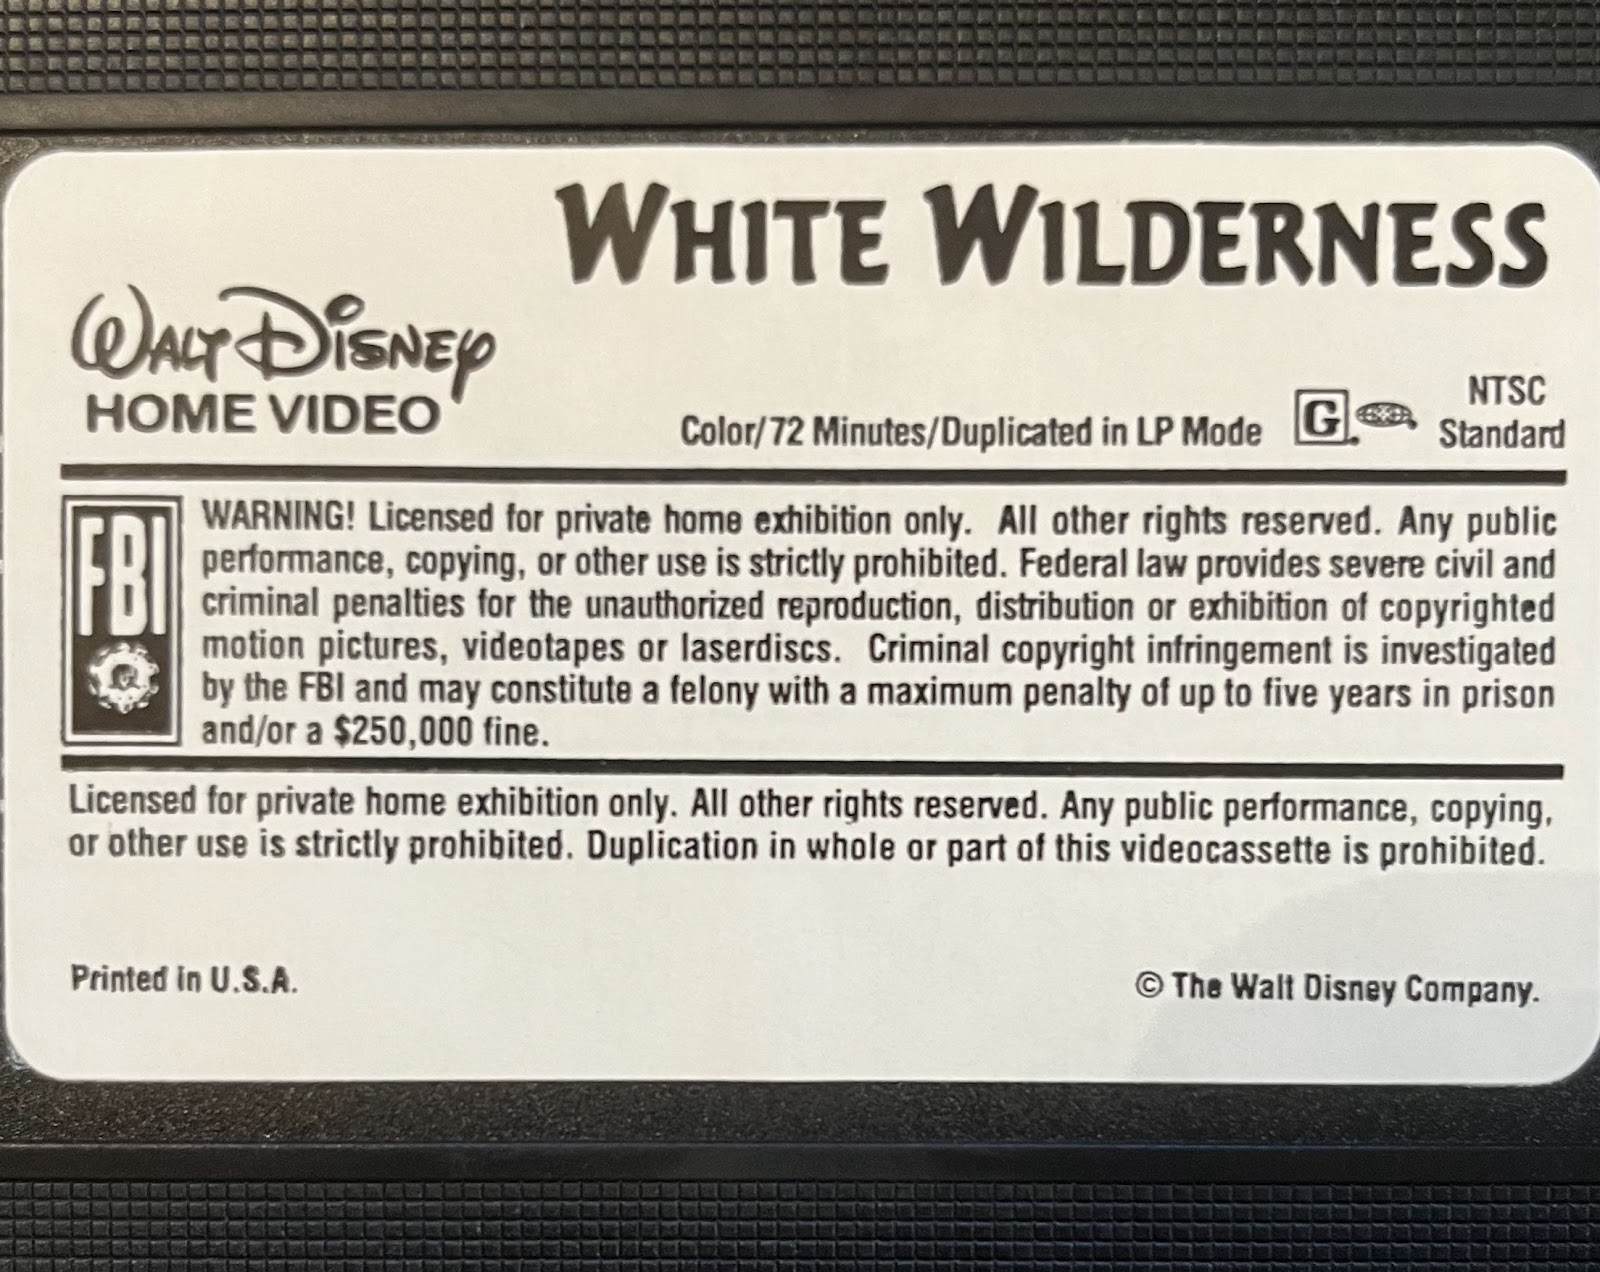 WHITE WILDERNESS
WALT DISNEY
HOME VIDEO
Color/72 Minutes/Duplicated in LP Mode
G
NTSC
Standard
FBI
WARNING! Licensed for private home exhibition only. All other rights reserved. Any public
performance, copying, or other use is strictly prohibited. Federal law provides severe civil and
criminal penalties for the unauthorized reproduction, distribution or exhibition of copyrighted
motion pictures, videotapes or laserdiscs. Criminal copyright infringement is investigated
by the FBI and may constitute a felony with a maximum penalty of up to five years in prison
and/or a $250,000 fine.
Licensed for private home exhibition only. All other rights reserved. Any public performance, copying,
or other use is strictly prohibited. Duplication in whole or part of this videocassette is prohibited.
Printed in U.S.A.
© The Walt Disney Company.